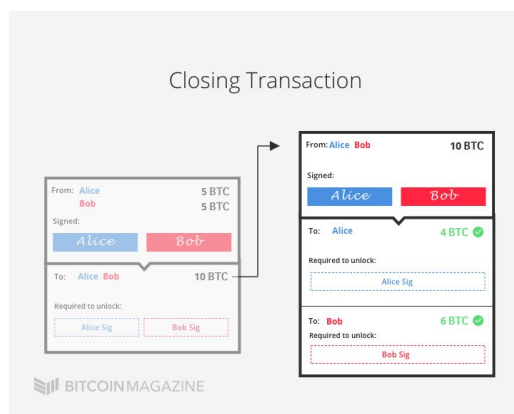 Closing Transaction
From: Alice 5 BTC
Bob 5 BTC
Signed:
Alice Bob
To: Alice Bob 10 BTC
Required to unlock:
Alice Sig Bob Sig
From: Alice Bob 10 BTC
Signed:
Alice Bob
To: Alice 4 BTC
Required to unlock:
Alice Sig
To: Bob 6 BTC
Required to unlock:
Bob Sig
BITCOINMAGAZINE